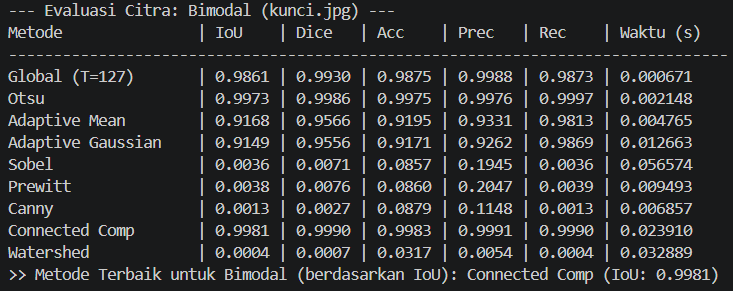 --- Evaluasi Citra: Bimodal (kunci.jpg) ---
Metode | IoU | Dice | Acc | Prec | Rec | Waktu (s)
--------------------------------------------------------------------------------
Global (T=127) | 0.9861 | 0.9930 | 0.9875 | 0.9988 | 0.9873 | 0.000671
Otsu | 0.9973 | 0.9986 | 0.9975 | 0.9976 | 0.9997 | 0.002148
Adaptive Mean | 0.9168 | 0.9566 | 0.9195 | 0.9331 | 0.9813 | 0.004765
Adaptive Gaussian | 0.9149 | 0.9556 | 0.9171 | 0.9262 | 0.9869 | 0.012663
Sobel | 0.0036 | 0.0071 | 0.0857 | 0.1945 | 0.0036 | 0.056574
Prewitt | 0.0038 | 0.0076 | 0.0860 | 0.2047 | 0.0039 | 0.009493
Canny | 0.0013 | 0.0027 | 0.0879 | 0.1148 | 0.0013 | 0.006857
Connected Comp | 0.9981 | 0.9990 | 0.9983 | 0.9991 | 0.9990 | 0.023910
Watershed | 0.0004 | 0.0007 | 0.0317 | 0.0054 | 0.0004 | 0.032889
>> Metode Terbaik untuk Bimodal (berdasarkan IoU): Connected Comp (IoU: 0.9981)